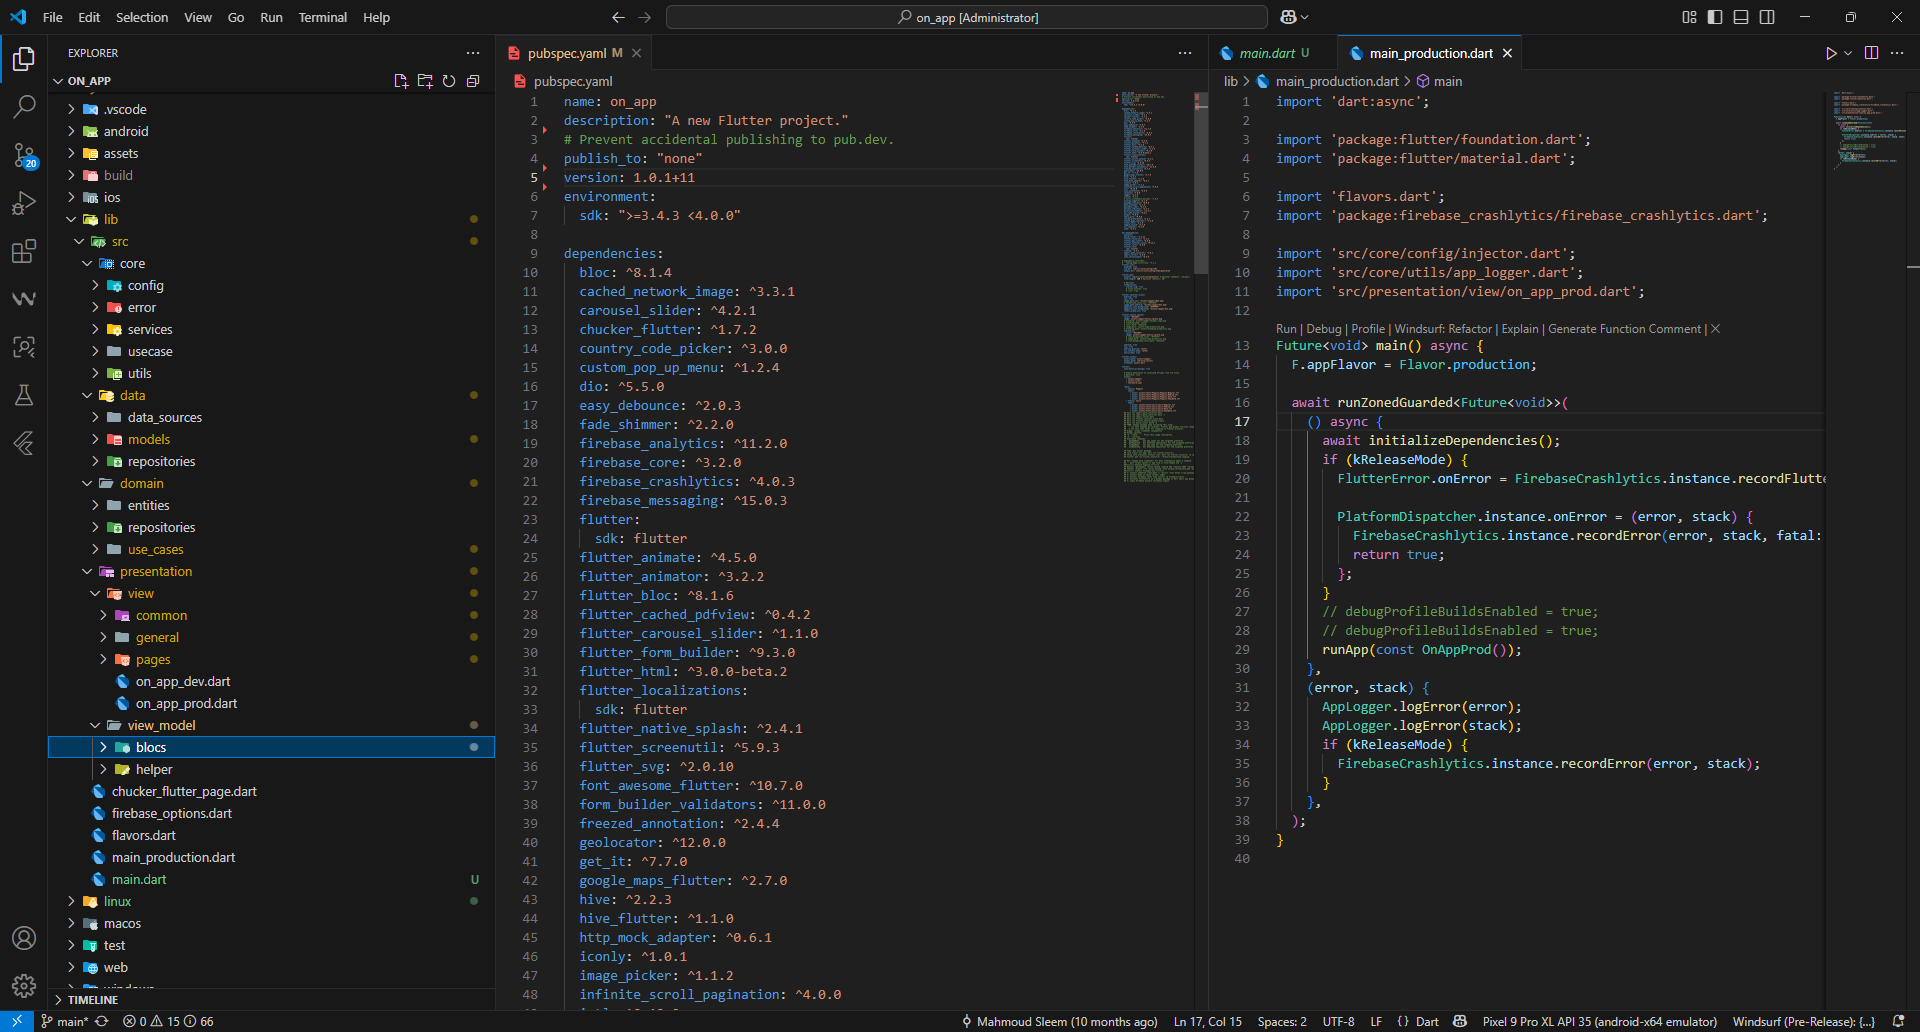 File Edit Selection View Go Run Terminal Help
on_app [Administrator]
EXPLORER
ON_APP
.vscode
android
assets
build
ios
lib
src
core
config
error
services
usecase
utils
data
data_sources
models
repositories
domain
entities
repositories
use_cases
presentation
view
common
general
pages
on_app_dev.dart
on_app_prod.dart
view_model
blocs
helper
chucker_flutter_page.dart
firebase_options.dart
flavors.dart
main_production.dart
main.dart U
linux
macos
test
web
TIMELINE
20
pubspec.yaml M
pubspec.yaml
1 name: on_app
2 description: "A new Flutter project."
3 # Prevent accidental publishing to pub.dev.
4 publish_to: "none"
5 version: 1.0.1+11
6 environment:
7 sdk: ">=3.4.3 <4.0.0"
8
9 dependencies:
10 bloc: ^8.1.4
11 cached_network_image: ^3.3.1
12 carousel_slider: ^4.2.1
13 chucker_flutter: ^1.7.2
14 country_code_picker: ^3.0.0
15 custom_pop_up_menu: ^1.2.4
16 dio: ^5.5.0
17 easy_debounce: ^2.0.3
18 fade_shimmer: ^2.2.0
19 firebase_analytics: ^11.2.0
20 firebase_core: ^3.2.0
21 firebase_crashlytics: ^4.0.3
22 firebase_messaging: ^15.0.3
23 flutter:
24 sdk: flutter
25 flutter_animate: ^4.5.0
26 flutter_animator: ^3.2.2
27 flutter_bloc: ^8.1.6
28 flutter_cached_pdfview: ^0.4.2
29 flutter_carousel_slider: ^1.1.0
30 flutter_form_builder: ^9.3.0
31 flutter_html: ^3.0.0-beta.2
32 flutter_localizations:
33 sdk: flutter
34 flutter_native_splash: ^2.4.1
35 flutter_screenutil: ^5.9.3
36 flutter_svg: ^2.0.10
37 font_awesome_flutter: ^10.7.0
38 form_builder_validators: ^11.0.0
39 freezed_annotation: ^2.4.4
40 geolocator: ^12.0.0
41 get_it: ^7.7.0
42 google_maps_flutter: ^2.7.0
43 hive: ^2.2.3
44 hive_flutter: ^1.1.0
45 http_mock_adapter: ^0.6.1
46 iconly: ^1.0.1
47 image_picker: ^1.1.2
48 infinite_scroll_pagination: ^4.0.0
main.dart U main_production.dart
lib > main_production.dart > main
1 import 'dart:async';
2
3 import 'package:flutter/foundation.dart';
4 import 'package:flutter/material.dart';
5
6 import 'flavors.dart';
7 import 'package:firebase_crashlytics/firebase_crashlytics.dart';
8
9 import 'src/core/config/injector.dart';
10 import 'src/core/utils/app_logger.dart';
11 import 'src/presentation/view/on_app_prod.dart';
12
Run | Debug | Profile | Windsurf: Refactor | Explain | Generate Function Comment | X
13 Future<void> main() async {
14 F.appFlavor = Flavor.production;
15
16 await runZonedGuarded<Future<void>>(
17 () async {
18 await initializeDependencies();
19 if (kReleaseMode) {
20 FlutterError.onError = FirebaseCrashlytics.instance.recordFlutte
21
22 PlatformDispatcher.instance.onError = (error, stack) {
23 FirebaseCrashlytics.instance.recordError(error, stack, fatal:
24 return true;
25 };
26 }
27 // debugProfileBuildsEnabled = true;
28 // debugProfileBuildsEnabled = true;
29 runApp(const OnAppProd());
30 },
31 (error, stack) {
32 AppLogger.logError(error);
33 AppLogger.logError(stack);
34 if (kReleaseMode) {
35 FirebaseCrashlytics.instance.recordError(error, stack);
36 }
37 },
38 );
39 }
40
main* 0 15 66 Mahmoud Sleem (10 months ago) Ln 17, Col 15 Spaces: 2 UTF-8 LF {} Dart Pixel 9 Pro XL API 35 (android-x64 emulator) Windsurf (Pre-Release): {...}